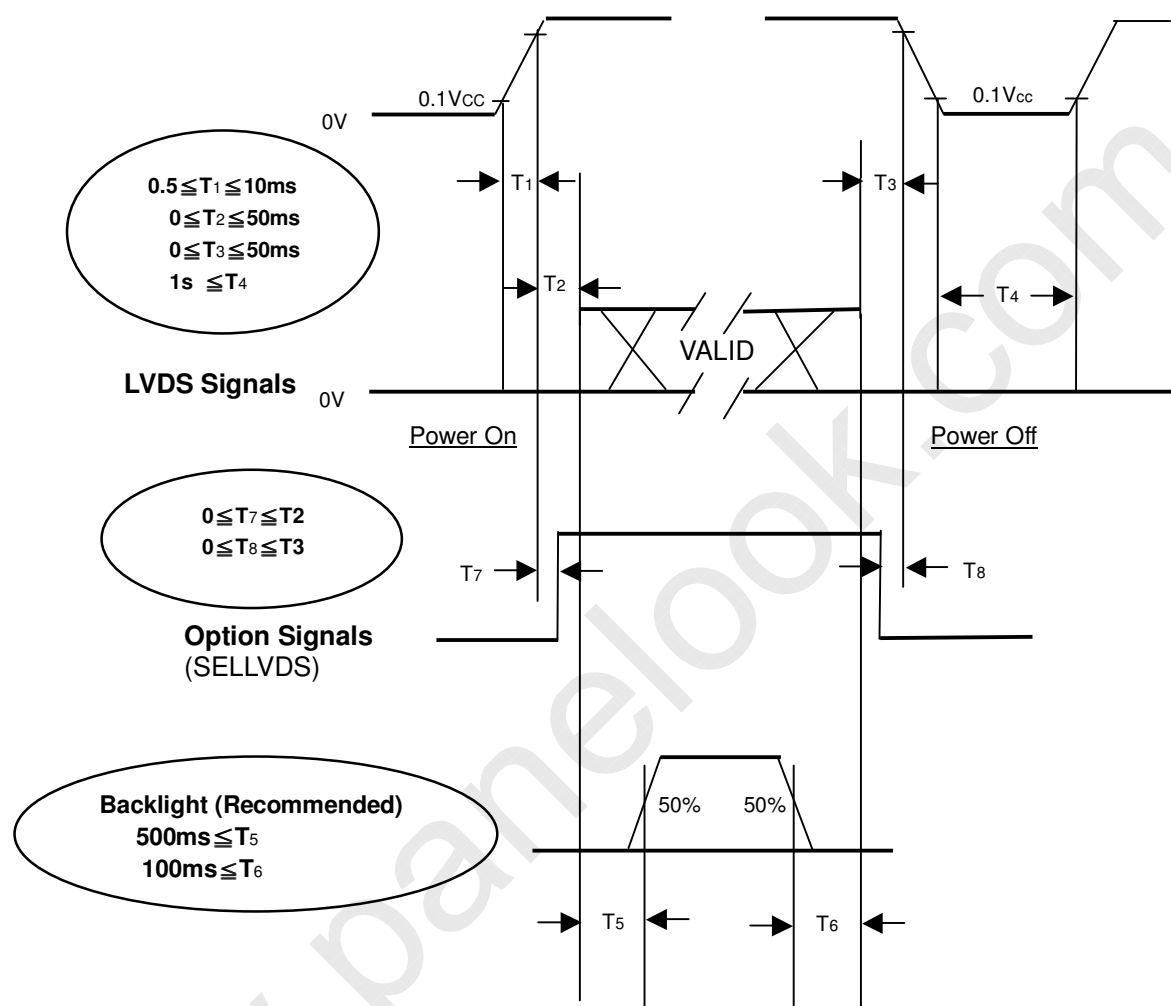 0.1VCC
0.1Vcc
0V
0.5≦T1≦10ms
0≦T2≦50ms
0≦T3≦50ms
1s ≦T4
T1
T3
T2
T4
VALID
LVDS Signals
0V
Power On
Power Off
0≦T7≦T2
0≦T8≦T3
T7
T8
Option Signals
(SELLVDS)
Backlight (Recommended)
500ms≦T5
100ms≦T6
50%
50%
T5
T6
panelook.com